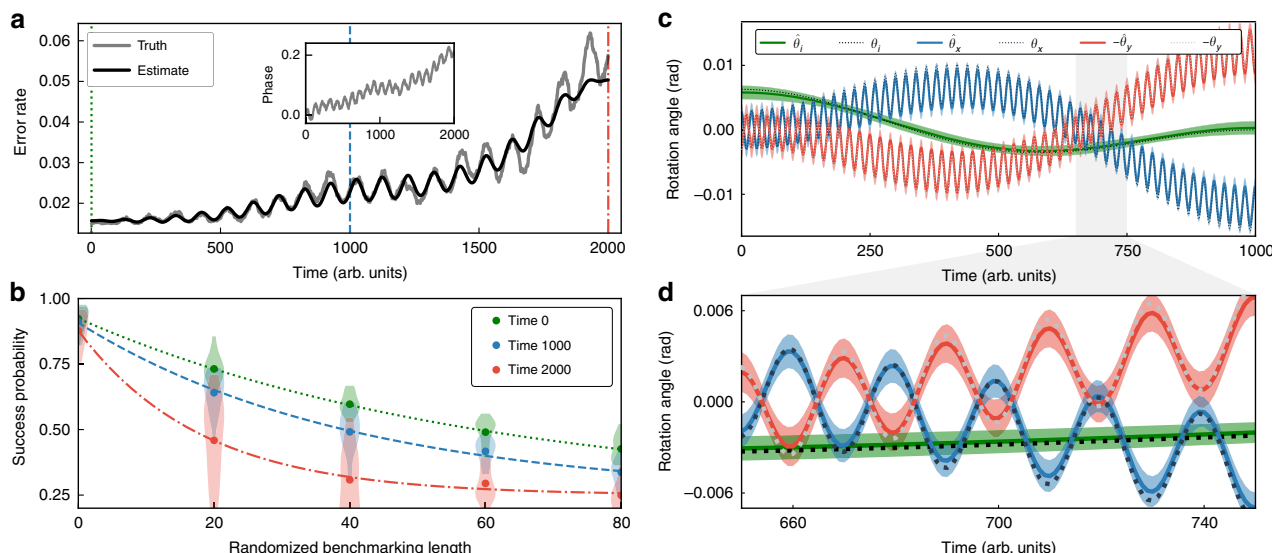 a
Error rate
0.06
0.05
0.04
0.03
0.02
Truth
Estimate
Phase
0.2
0.0
0 1000 2000
0 500 1000 1500 2000
Time (arb. units)
b
Success probability
1.00
0.75
0.50
0.25
Time 0
Time 1000
Time 2000
0 20 40 60 80
Randomized benchmarking length
c
Rotation angle (rad)
0.010
0.00
−0.01
θ̂i θi θ̂x θx −θ̂y −θy
0 250 500 750 1000
Time (arb. units)
d
Rotation angle (rad)
0.006
0.000
−0.006
660 700 740
Time (arb. units)